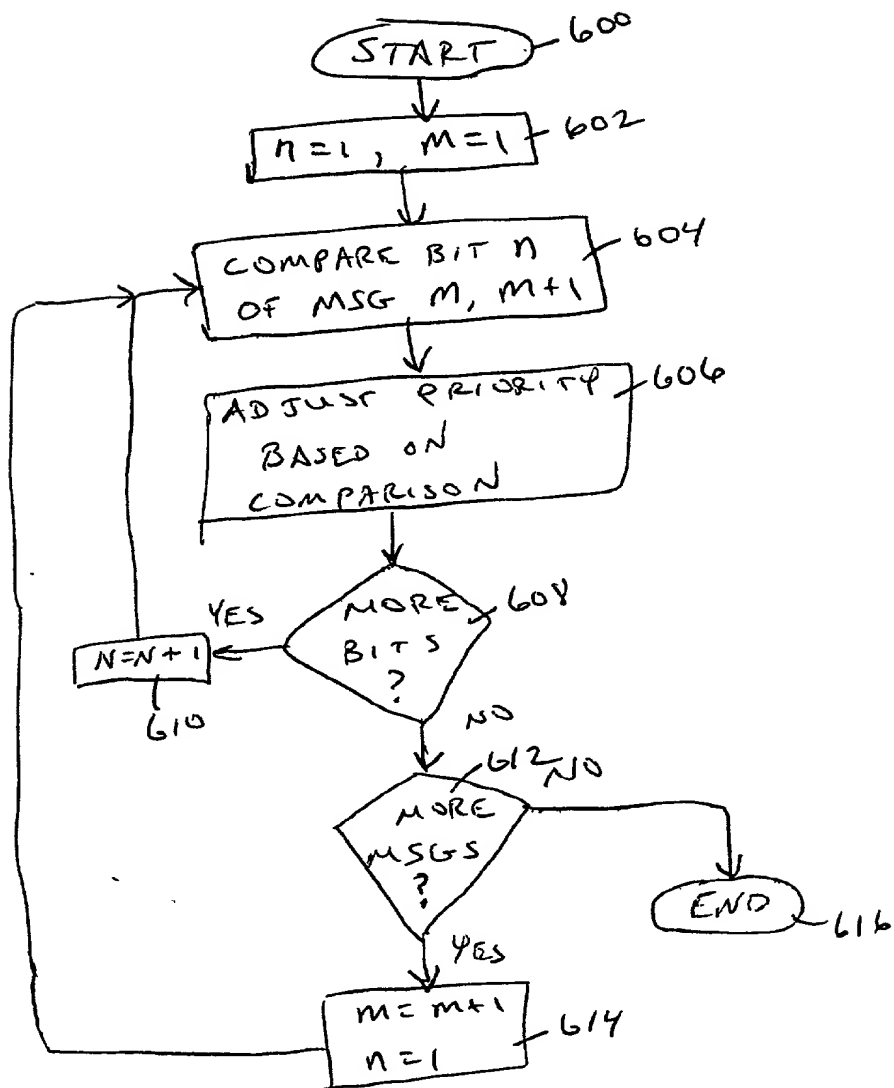 START
600
n=1, m=1
602
COMPARE BIT n
OF MSG m, m+1
604
ADJUST PRIORITY
BASED ON
COMPARISON
606
MORE
BITS
?
608
YES
N=N+1
610
NO
612
MORE
MSGS
?
NO
END
616
YES
m=m+1
n=1
614